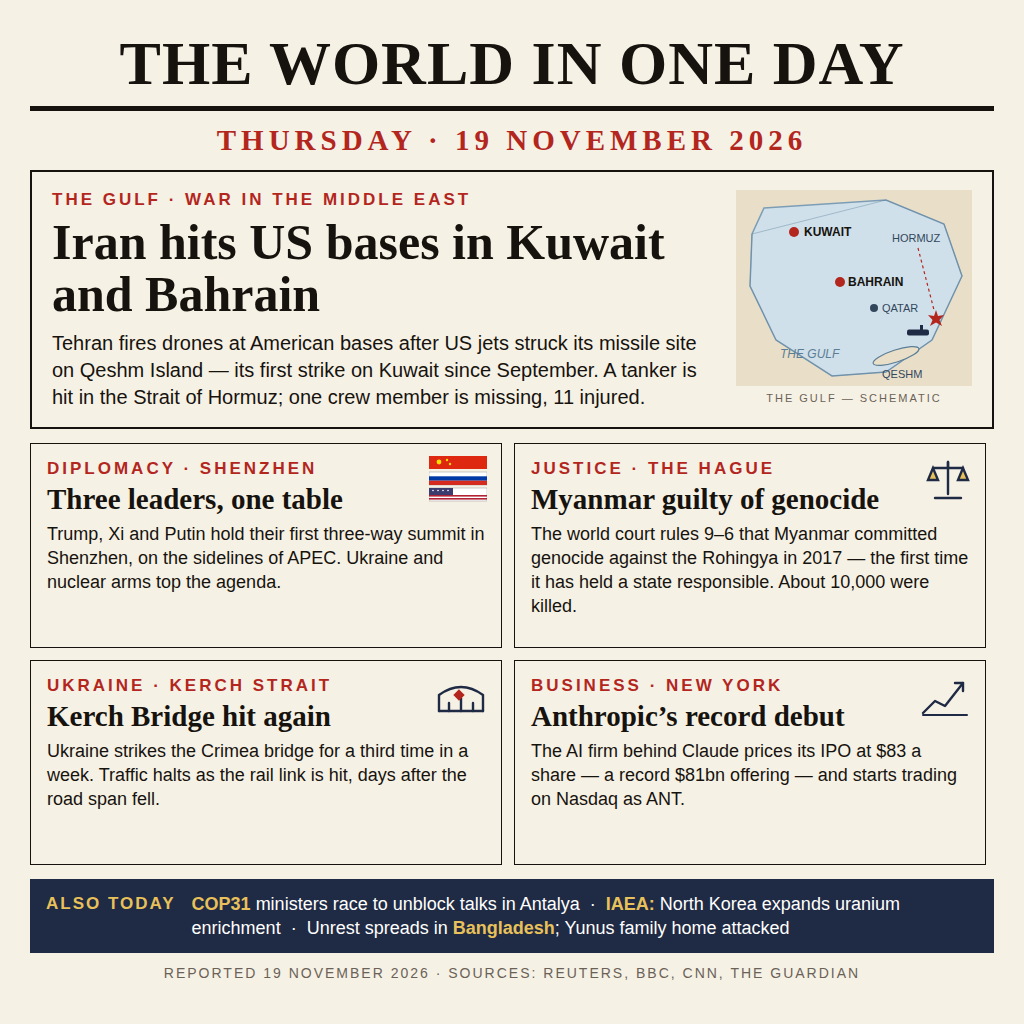 THE WORLD IN ONE DAY
THURSDAY · 19 NOVEMBER 2026
THE GULF · WAR IN THE MIDDLE EAST
Iran hits US bases in Kuwait
and Bahrain
Tehran fires drones at American bases after US jets struck its missile site
on Qeshm Island — its first strike on Kuwait since September. A tanker is
hit in the Strait of Hormuz; one crew member is missing, 11 injured.
KUWAIT
HORMUZ
BAHRAIN
QATAR
THE GULF
QESHM
THE GULF — SCHEMATIC
DIPLOMACY · SHENZHEN
Three leaders, one table
Trump, Xi and Putin hold their first three-way summit in
Shenzhen, on the sidelines of APEC. Ukraine and
nuclear arms top the agenda.
JUSTICE · THE HAGUE
Myanmar guilty of genocide
The world court rules 9–6 that Myanmar committed
genocide against the Rohingya in 2017 — the first time
it has held a state responsible. About 10,000 were
killed.
UKRAINE · KERCH STRAIT
Kerch Bridge hit again
Ukraine strikes the Crimea bridge for a third time in a
week. Traffic halts as the rail link is hit, days after the
road span fell.
BUSINESS · NEW YORK
Anthropic’s record debut
The AI firm behind Claude prices its IPO at $83 a
share — a record $81bn offering — and starts trading
on Nasdaq as ANT.
ALSO TODAY
COP31 ministers race to unblock talks in Antalya · IAEA: North Korea expands uranium
enrichment · Unrest spreads in Bangladesh; Yunus family home attacked
REPORTED 19 NOVEMBER 2026 · SOURCES: REUTERS, BBC, CNN, THE GUARDIAN